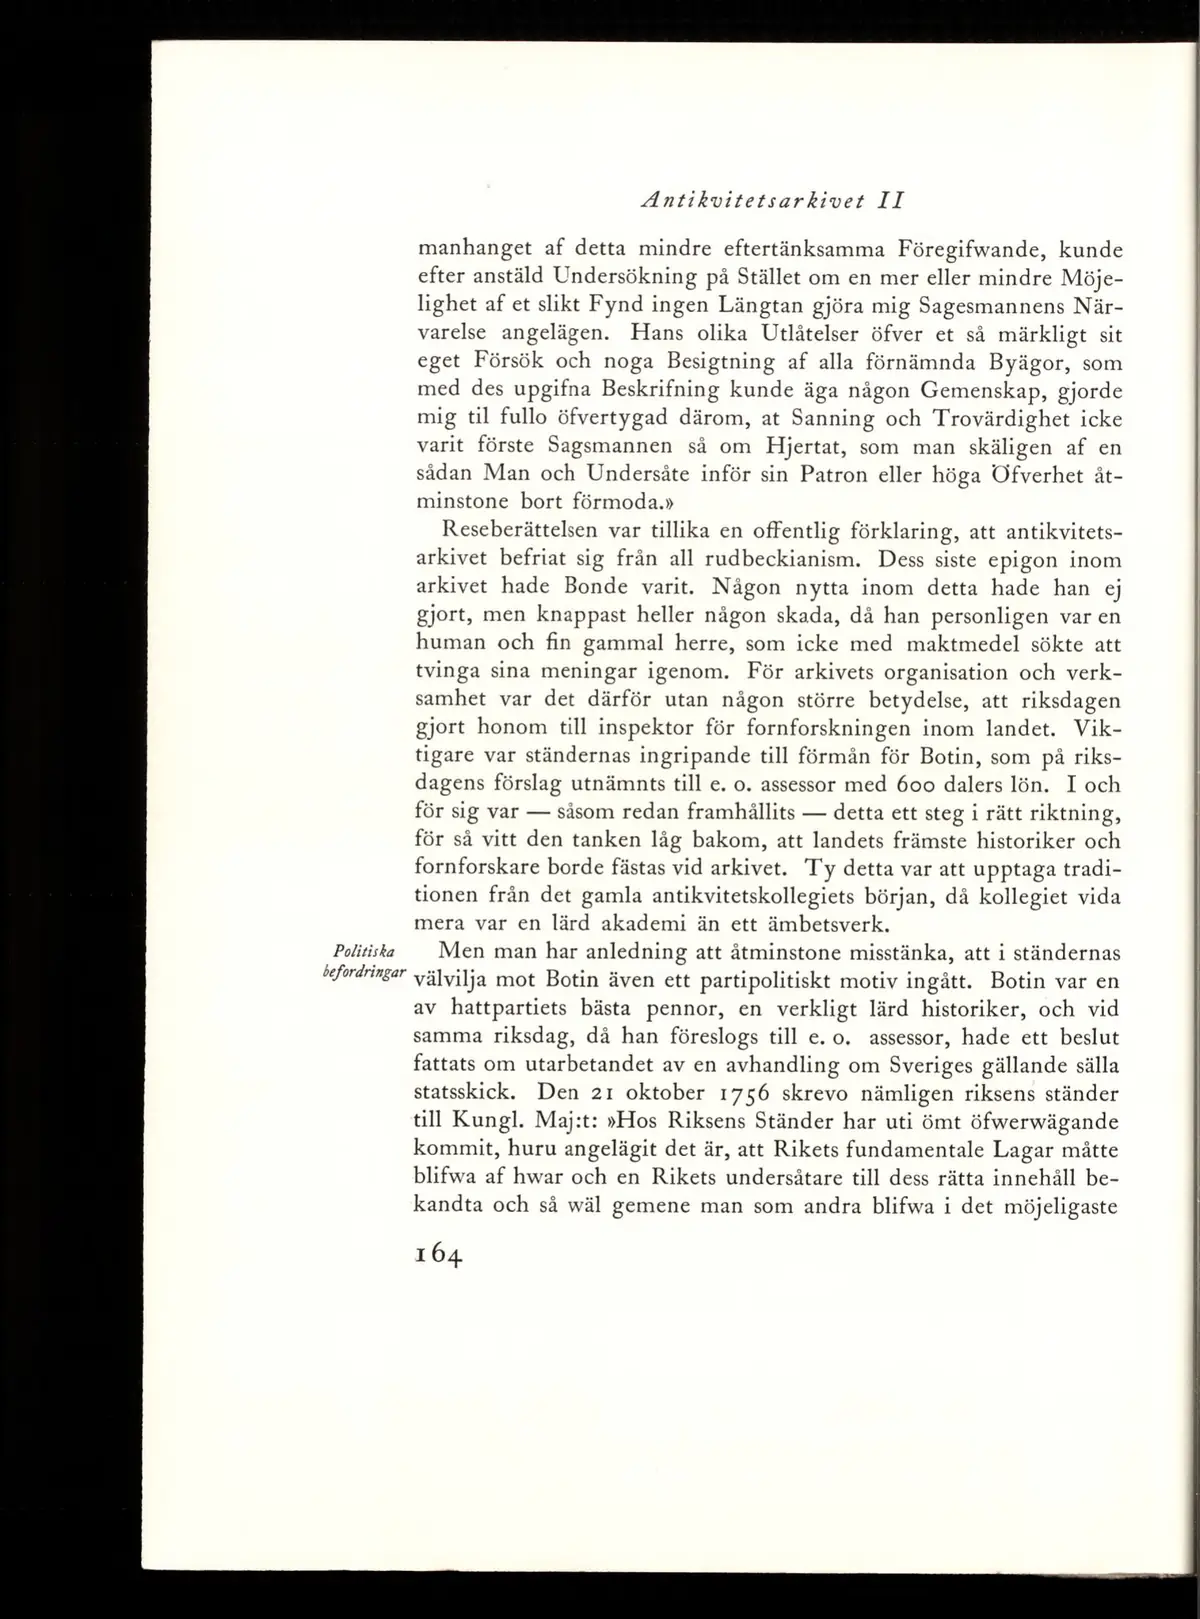 Antikvitetsarkivet II
manhanget af detta mindre eftertänksamma Föregifwande, kunde
efter anstäld Undersökning på Stället om en mer eller mindre Möje-
lighet af et slikt Fynd ingen Längtan gjöra mig Sagesmannens När-
varelse angelägen. Hans olika Utlåtelser öfver et så märkligt sit
eget Försök och noga Besigtning af alla förnämnda Byägor, som
med des upgifna Beskrifning kunde äga någon Gemenskap, gjorde
mig til fullo öfvertygad därom, at Sanning och Trovärdighet icke
varit förste Sagsmannen så om Hjertat, som man skäligen af en
sådan Man och Undersåte inför sin Patron eller höga Öfverhet åt-
minstone bort förmoda.»
Reseberättelsen var tillika en offentlig förklaring, att antikvitets-
arkivet befriat sig från all rudbeckianism. Dess siste epigon inom
arkivet hade Bonde varit. Någon nytta inom detta hade han ej
gjort, men knappast heller någon skada, då han personligen var en
human och fin gammal herre, som icke med maktmedel sökte att
tvinga sina meningar igenom. För arkivets organisation och verk-
samhet var det därför utan någon större betydelse, att riksdagen
gjort honom till inspektor för fornforskningen inom landet. Vik-
tigare var ständernas ingripande till förmån för Botin, som på riks-
dagens förslag utnämnts till e. o. assessor med 600 dalers lön. I och
för sig var — såsom redan framhållits — detta ett steg i rätt riktning,
för så vitt den tanken låg bakom, att landets främste historiker och
fornforskare borde fästas vid arkivet. Ty detta var att upptaga tradi-
tionen från det gamla antikvitetskollegiets början, då kollegiet vida
mera var en lärd akademi än ett ämbetsverk.
Politiska
befordringar
Men man har anledning att åtminstone misstänka, att i ständernas
välvilja mot Botin även ett partipolitiskt motiv ingått. Botin var en
av hattpartiets bästa pennor, en verkligt lärd historiker, och vid
samma riksdag, då han föreslogs till e. o. assessor, hade ett beslut
fattats om utarbetandet av en avhandling om Sveriges gällande sälla
statsskick. Den 21 oktober 1756 skrevo nämligen riksens ständer
till Kungl. Maj:t: »Hos Riksens Ständer har uti ömt öfwerwägande
kommit, huru angelägit det är, att Rikets fundamentale Lagar måtte
blifwa af hwar och en Rikets undersåtare till dess rätta innehåll be-
kandta och så wäl gemene man som andra blifwa i det möjeligaste
164